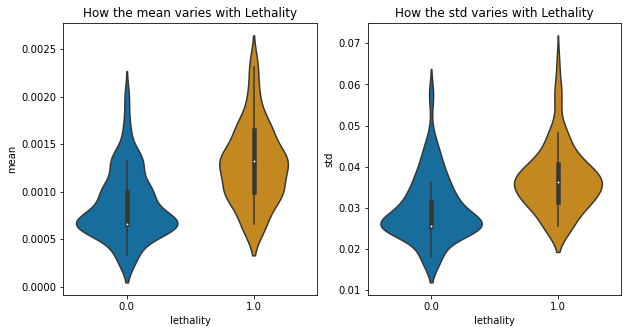 How the mean varies with Lethality
mean
0.0025
0.0020
0.0015
0.0010
0.0005
0.0000
0.0
1.0
lethality
How the std varies with Lethality
std
0.07
0.06
0.05
0.04
0.03
0.02
0.01
0.0
1.0
lethality